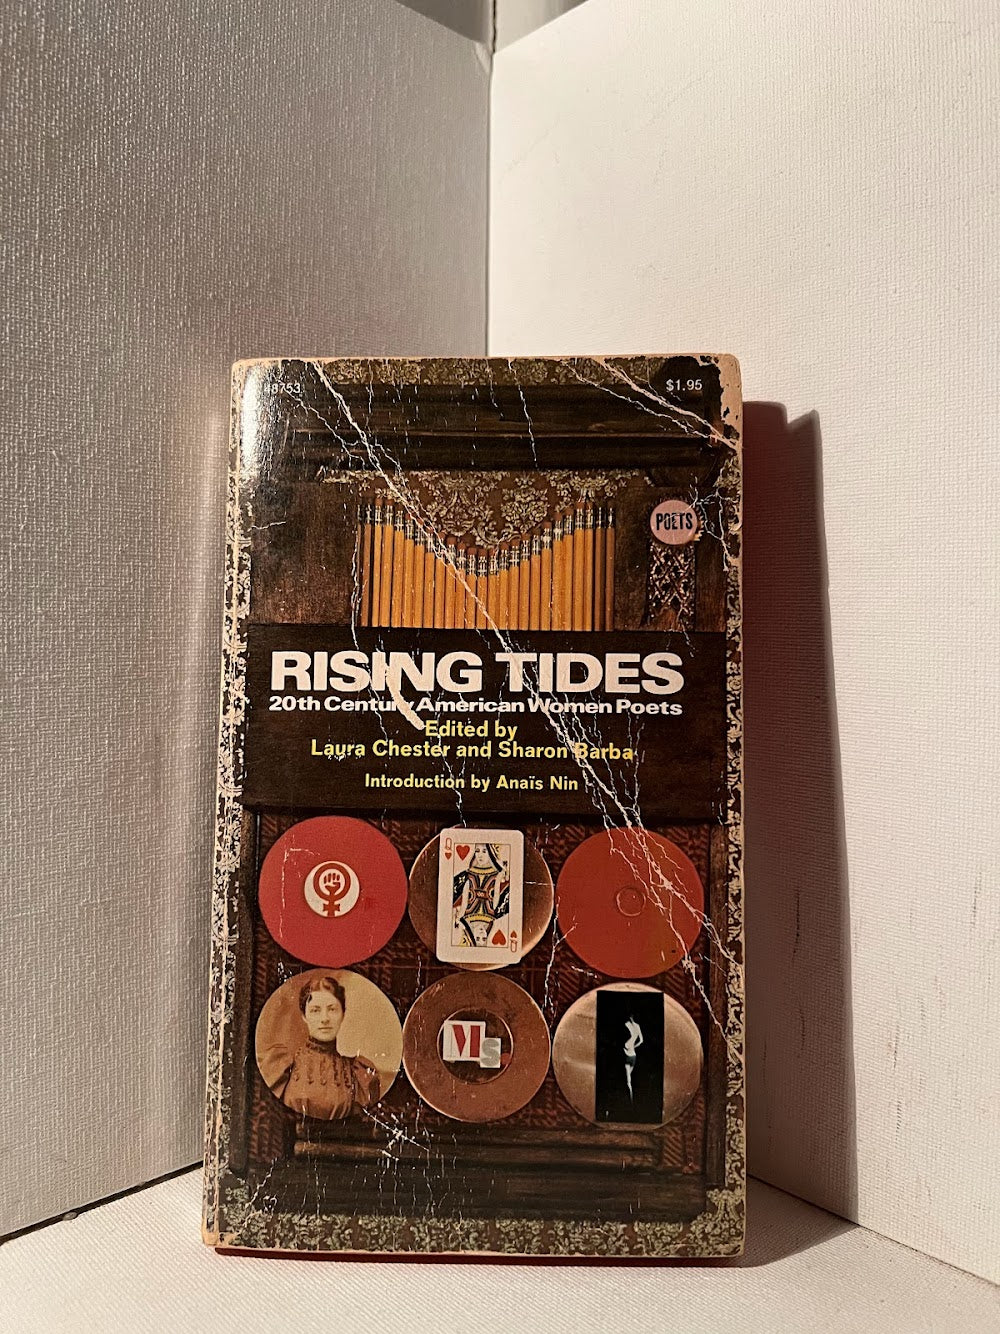 48753
$1.95
POETS
RISING TIDES
20th Century American Women Poets
Edited by
Laura Chester and Sharon Barba
Introduction by Anaïs Nin
Q
Q
Ms.